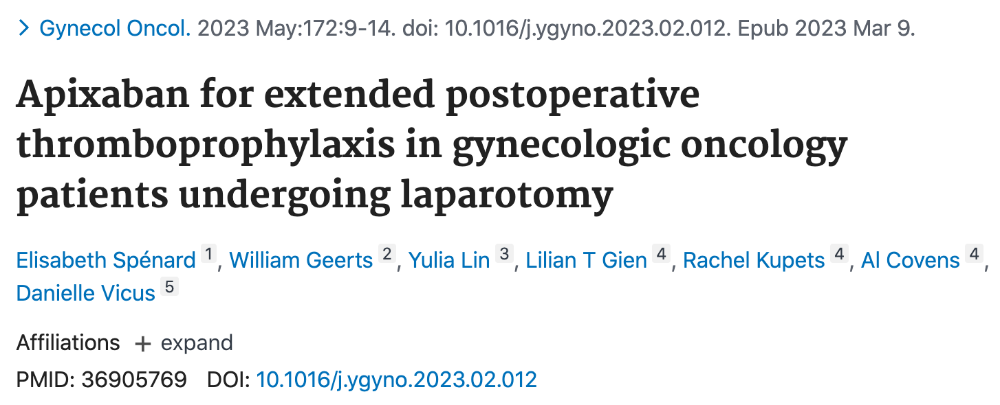 > Gynecol Oncol. 2023 May:172:9-14. doi: 10.1016/j.ygyno.2023.02.012. Epub 2023 Mar 9.
Apixaban for extended postoperative
thromboprophylaxis in gynecologic oncology
patients undergoing laparotomy
Elisabeth Spénard 1, William Geerts 2, Yulia Lin 3, Lilian T Gien 4, Rachel Kupets 4, Al Covens 4,
Danielle Vicus 5
Affiliations + expand
PMID: 36905769 DOI: 10.1016/j.ygyno.2023.02.012